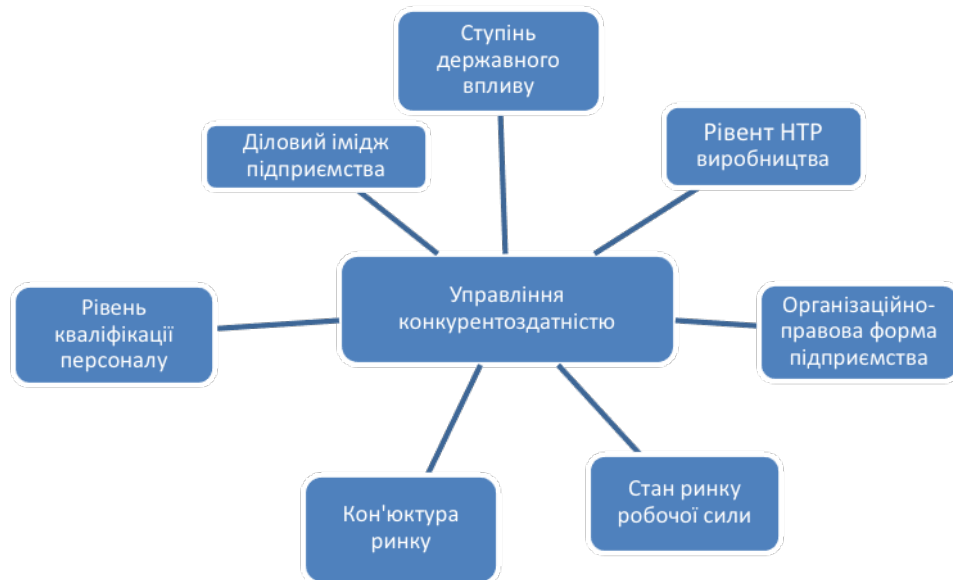 Ступінь
державного
впливу
Діловий імідж
підприємства
Рівент НТР
виробництва
Управління
конкурентоздатністю
Рівень
кваліфікації
персоналу
Організаційно-
правова форма
підприємства
Кон'юктура
ринку
Стан ринку
робочої сили